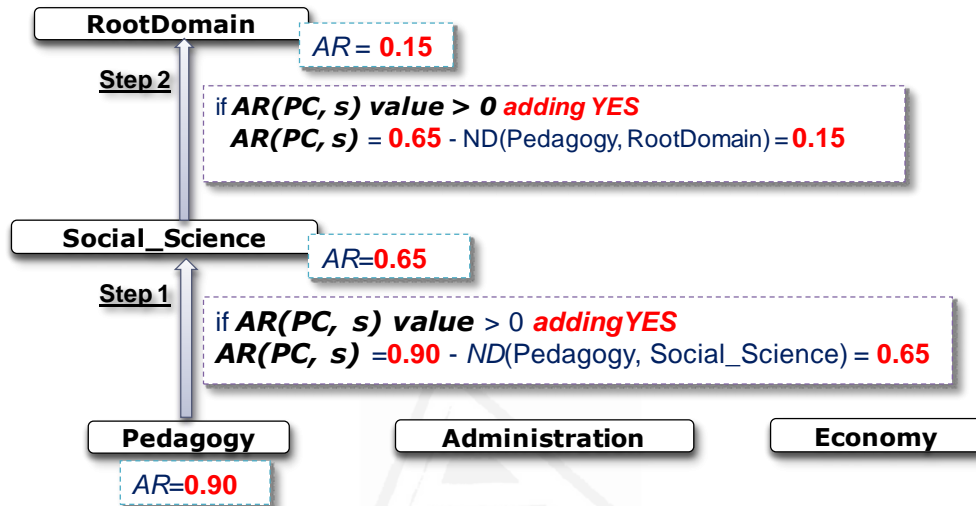 RootDomain
AR = 0.15
Step 2
if AR(PC, s) value > 0 adding YES
AR(PC, s) = 0.65 - ND(Pedagogy, RootDomain) = 0.15
Social_Science
AR=0.65
Step 1
if AR(PC, s) value > 0 addingYES
AR(PC, s) =0.90 - ND(Pedagogy, Social_Science) = 0.65
Pedagogy
Administration
Economy
AR=0.90